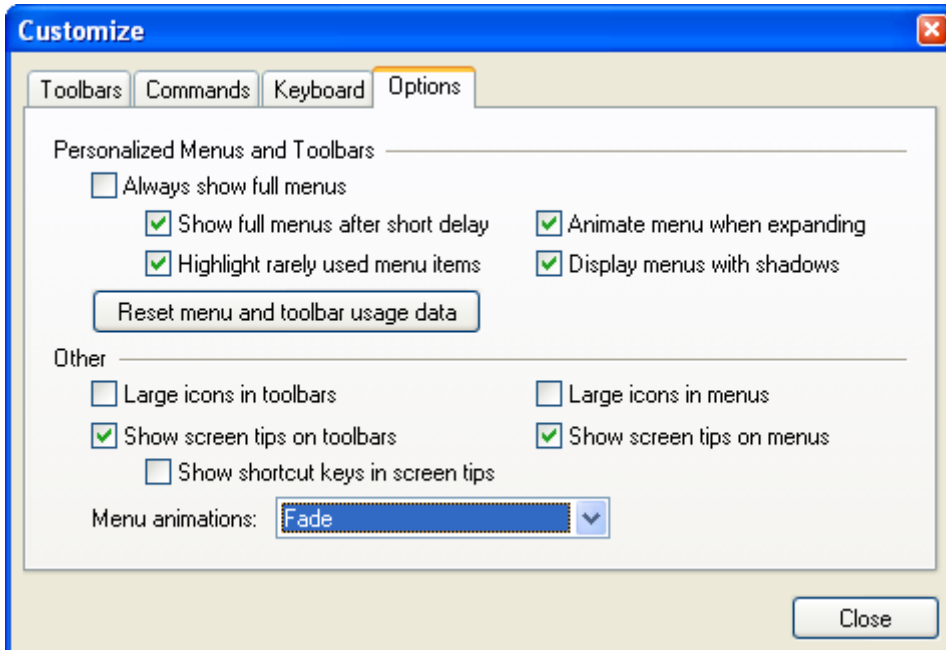 Customize
Toolbars Commands Keyboard Options
Personalized Menus and Toolbars
Always show full menus
Show full menus after short delay Animate menu when expanding
Highlight rarely used menu items Display menus with shadows
Reset menu and toolbar usage data
Other
Large icons in toolbars Large icons in menus
Show screen tips on toolbars Show screen tips on menus
Show shortcut keys in screen tips
Menu animations: Fade
Close